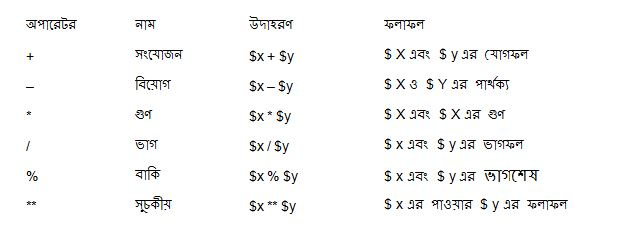 অপারেটর নাম উদাহরণ ফলাফল
+ সংযোজন $x + $y $ X এবং $ y এর যোগফল
– বিয়োগ $x – $y $ X ও $ Y এর পার্থক্য
* গুণ $x * $y $ X এবং $ X এর গুণ
/ ভাগ $x / $y $ x এবং $ y এর ভাগফল
% বাকি $x % $y $ x এবং $ y এর ভাগশেষ
** সূচকীয় $x ** $y $ x এর পাওয়ার $ y এর ফলাফল